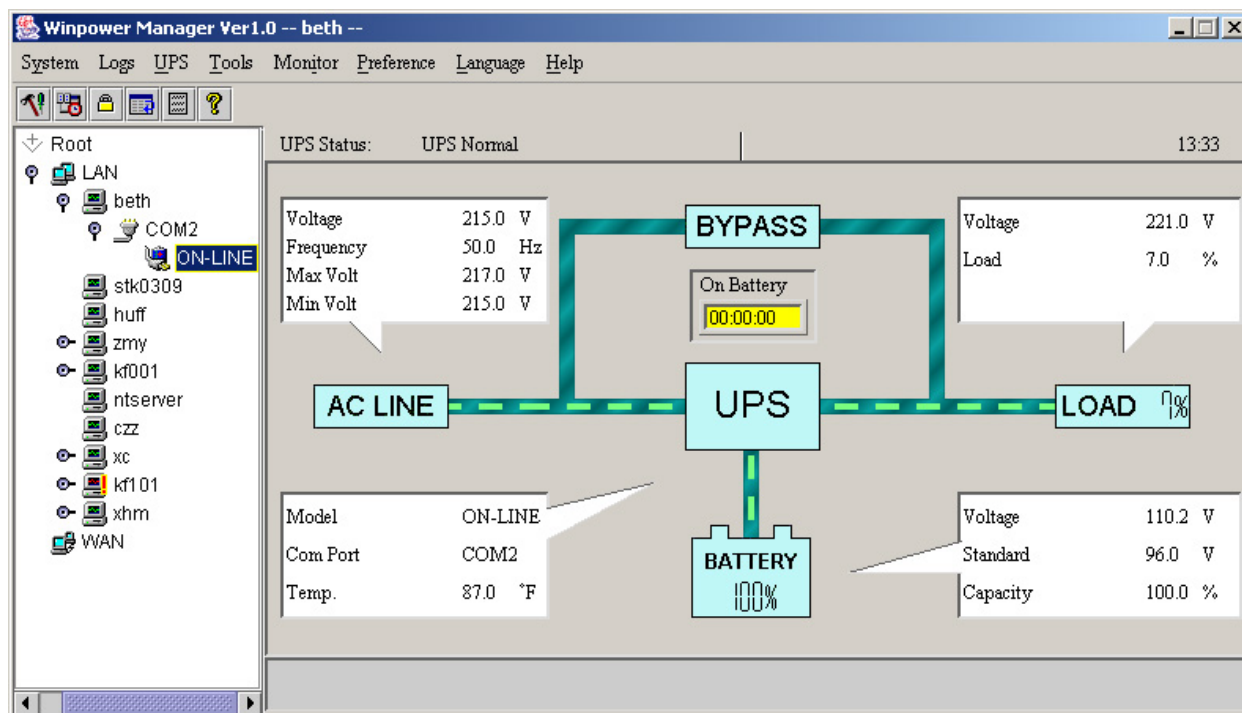 Winpower Manager Ver1.0 -- beth --
System Logs UPS Tools Monitor Preference Language Help
Root
LAN
beth
COM2
ON-LINE
stk0309
huff
zmy
kf001
ntserver
czz
xc
kf101
xhm
WAN
UPS Status: UPS Normal 13:33
Voltage 215.0 V
Frequency 50.0 Hz
Max Volt 217.0 V
Min Volt 215.0 V
BYPASS
On Battery
00:00:00
Voltage 221.0 V
Load 7.0 %
AC LINE
UPS
LOAD 7%
Model ON-LINE
Com Port COM2
Temp. 87.0 °F
BATTERY
100%
Voltage 110.2 V
Standard 96.0 V
Capacity 100.0 %